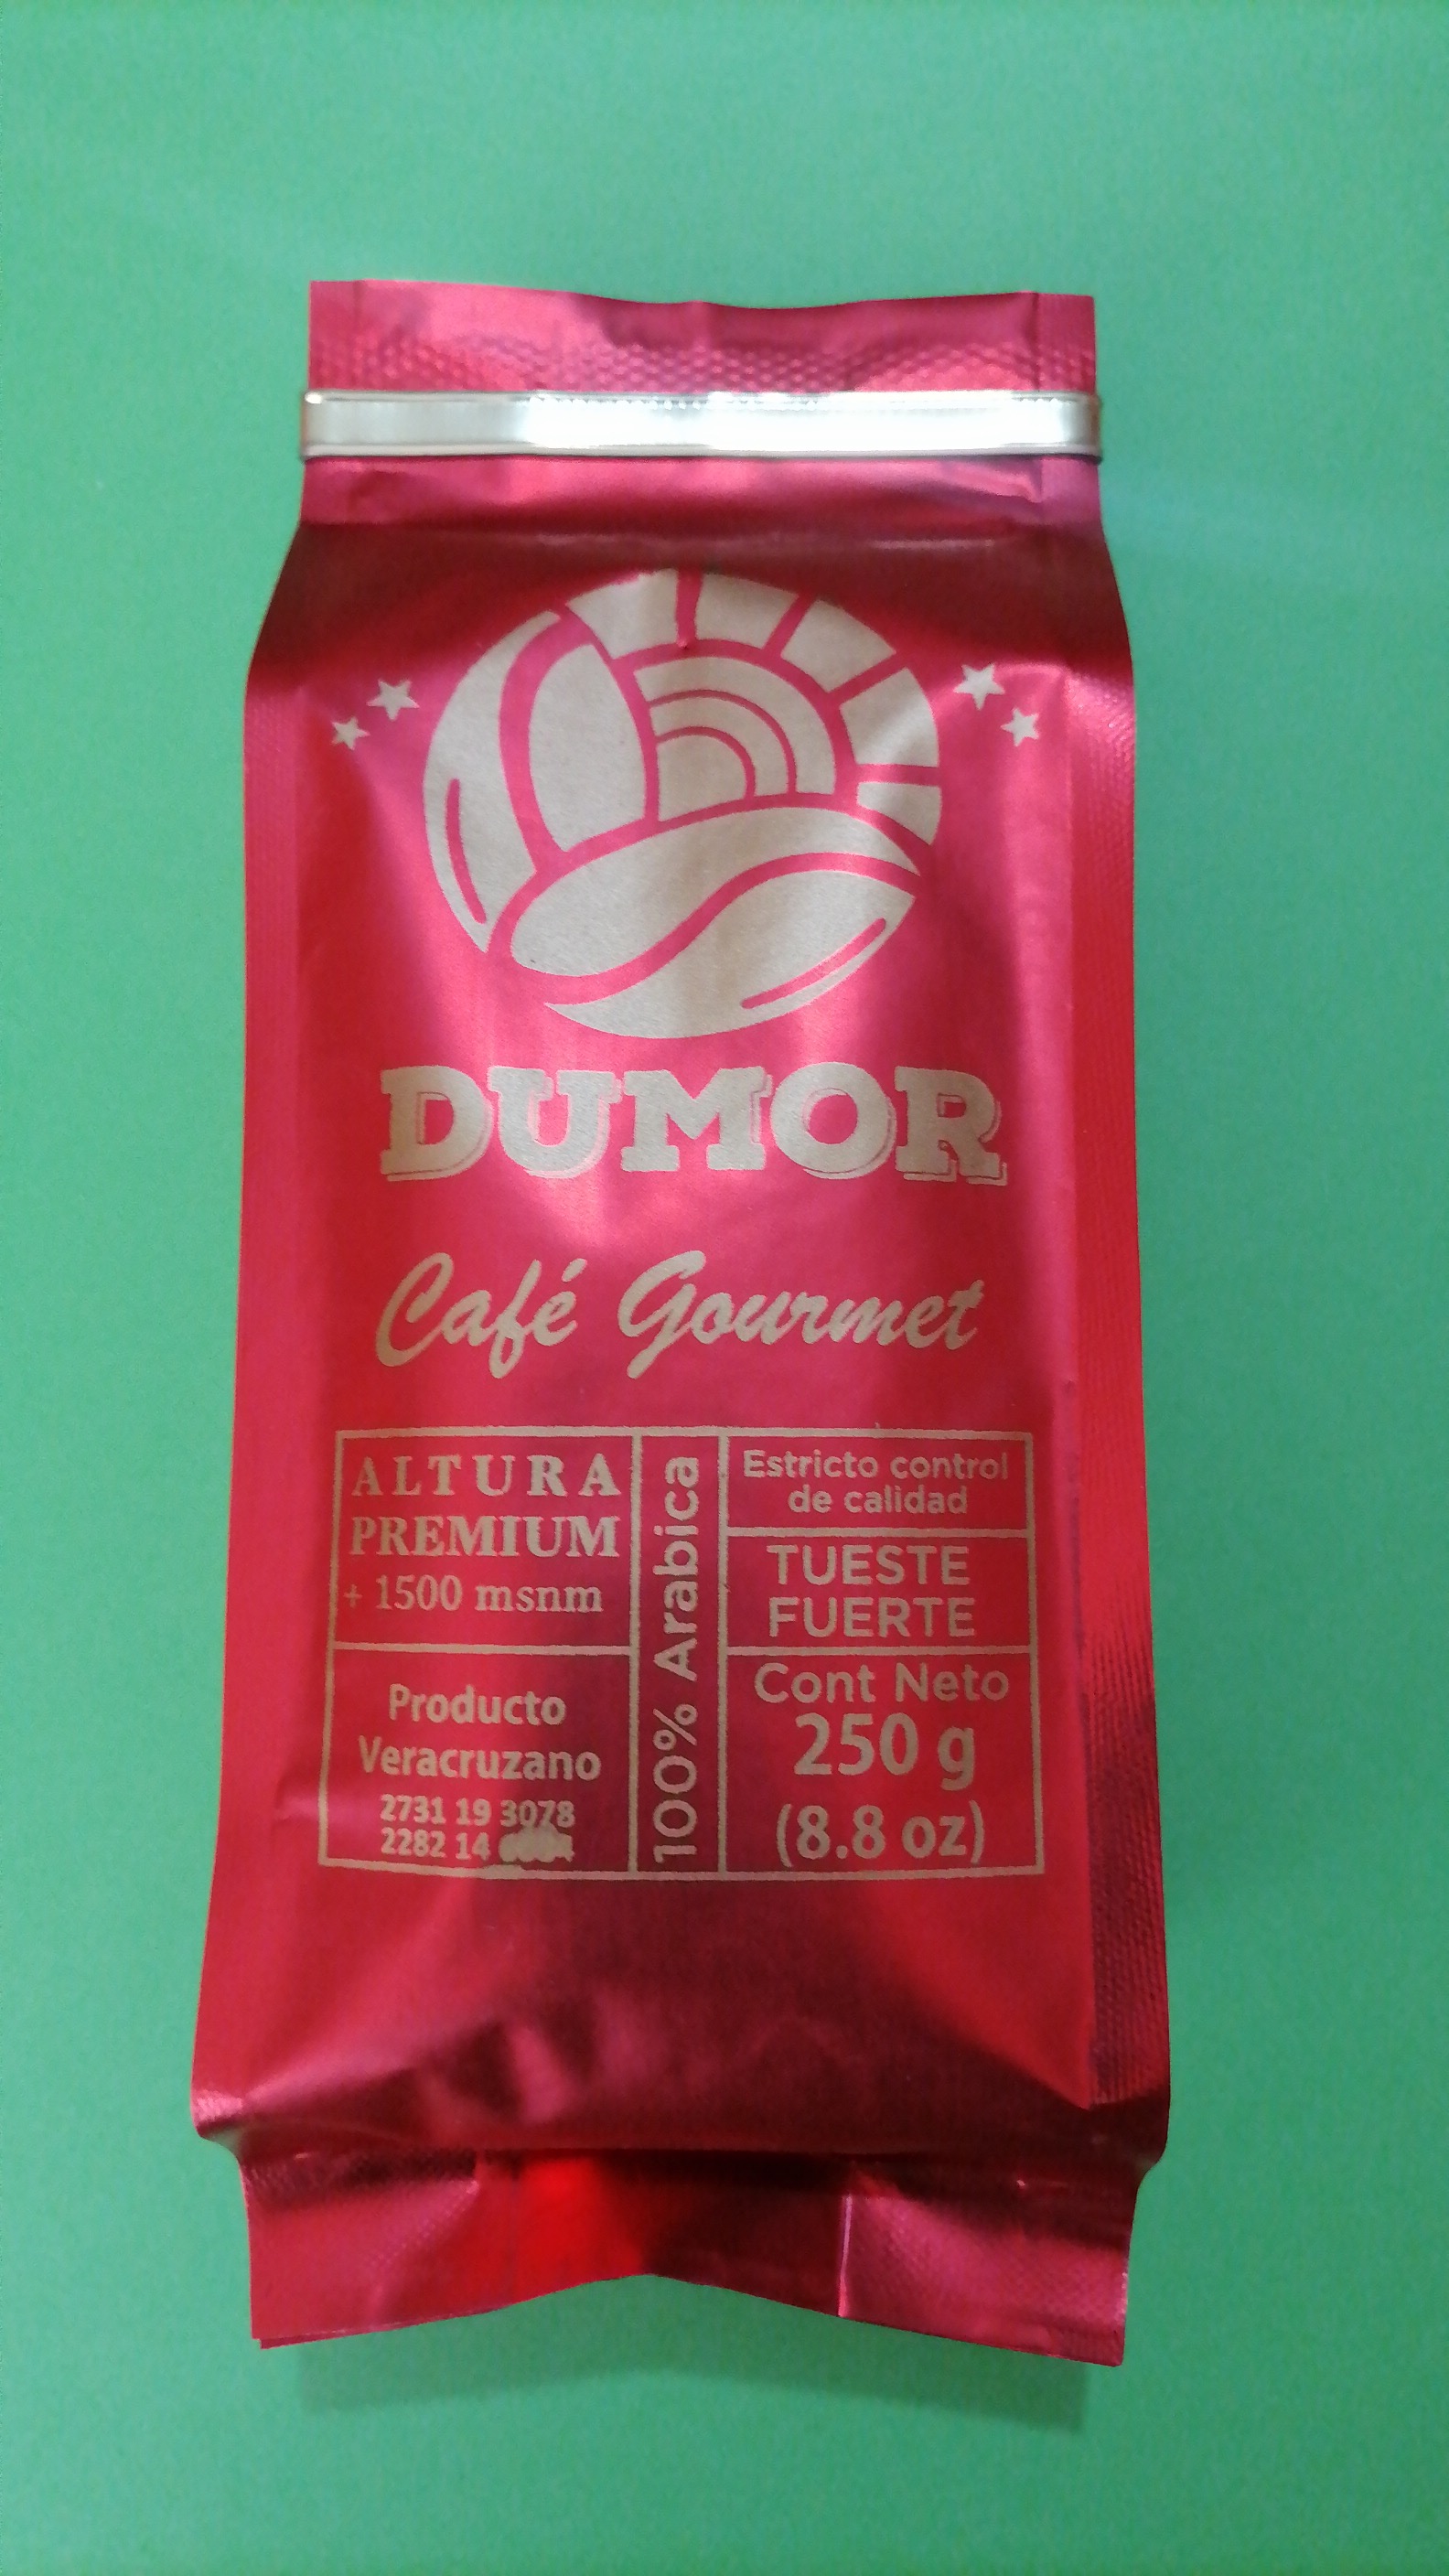 DUMOR
Café Gourmet
ALTURA
PREMIUM
+ 1500 msnm
Producto
Veracruzano
2731 19 3078
2282 14
100% Arabica
Estricto control
de calidad
TUESTE
FUERTE
Cont Neto
250 g
(8.8 oz)